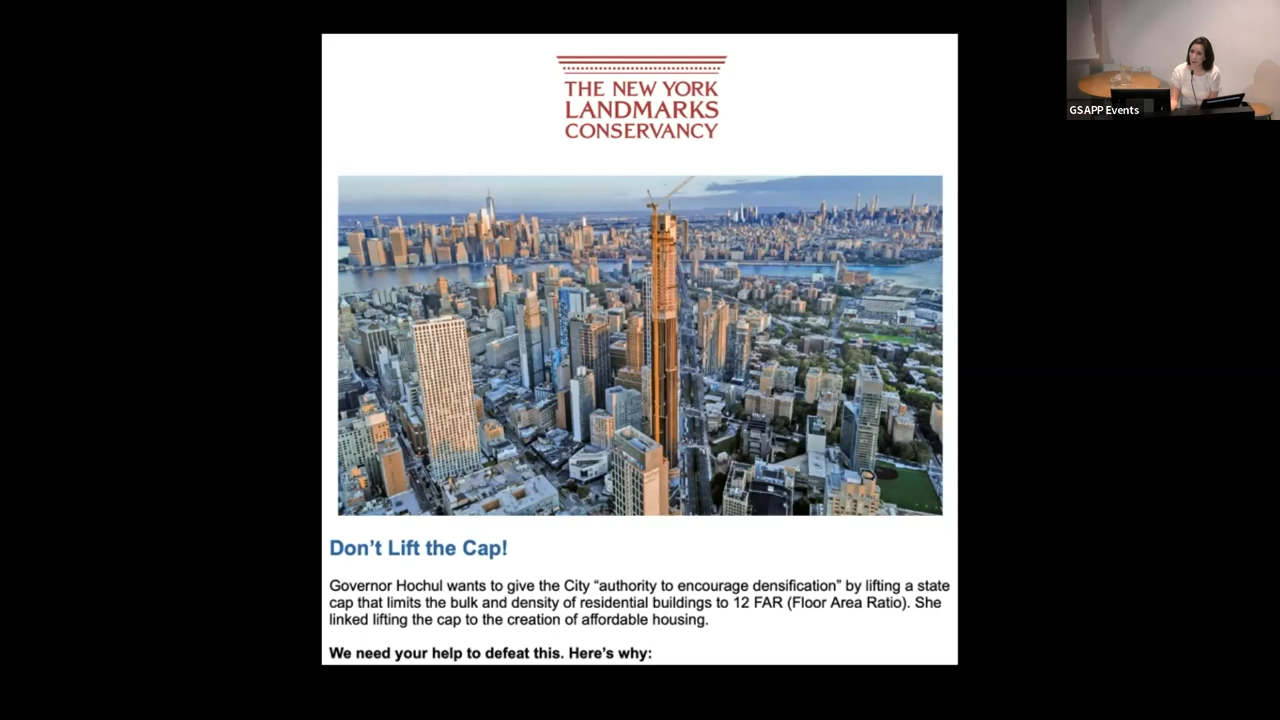 THE NEW YORK
LANDMARKS
CONSERVANCY
GSAPP Events
Don’t Lift the Cap!
Governor Hochul wants to give the City “authority to encourage densification” by lifting a state
cap that limits the bulk and density of residential buildings to 12 FAR (Floor Area Ratio). She
linked lifting the cap to the creation of affordable housing.
We need your help to defeat this. Here’s why: